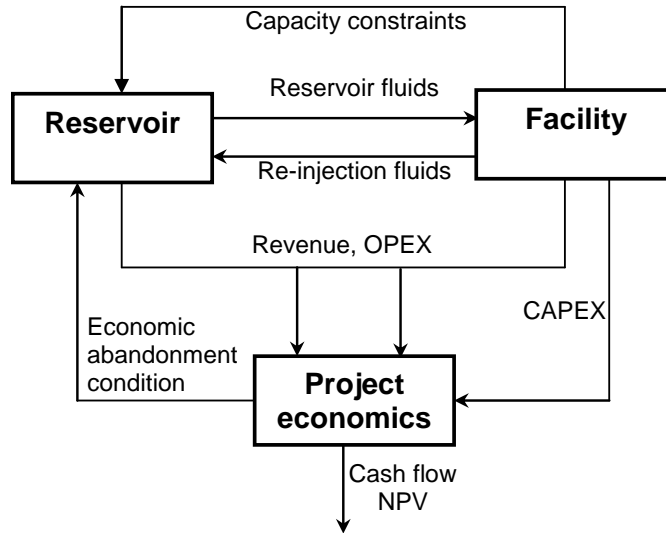 Capacity constraints
Reservoir fluids
Reservoir
Facility
Re-injection fluids
Revenue, OPEX
CAPEX
Economic
abandonment
condition
Project
economics
Cash flow
NPV